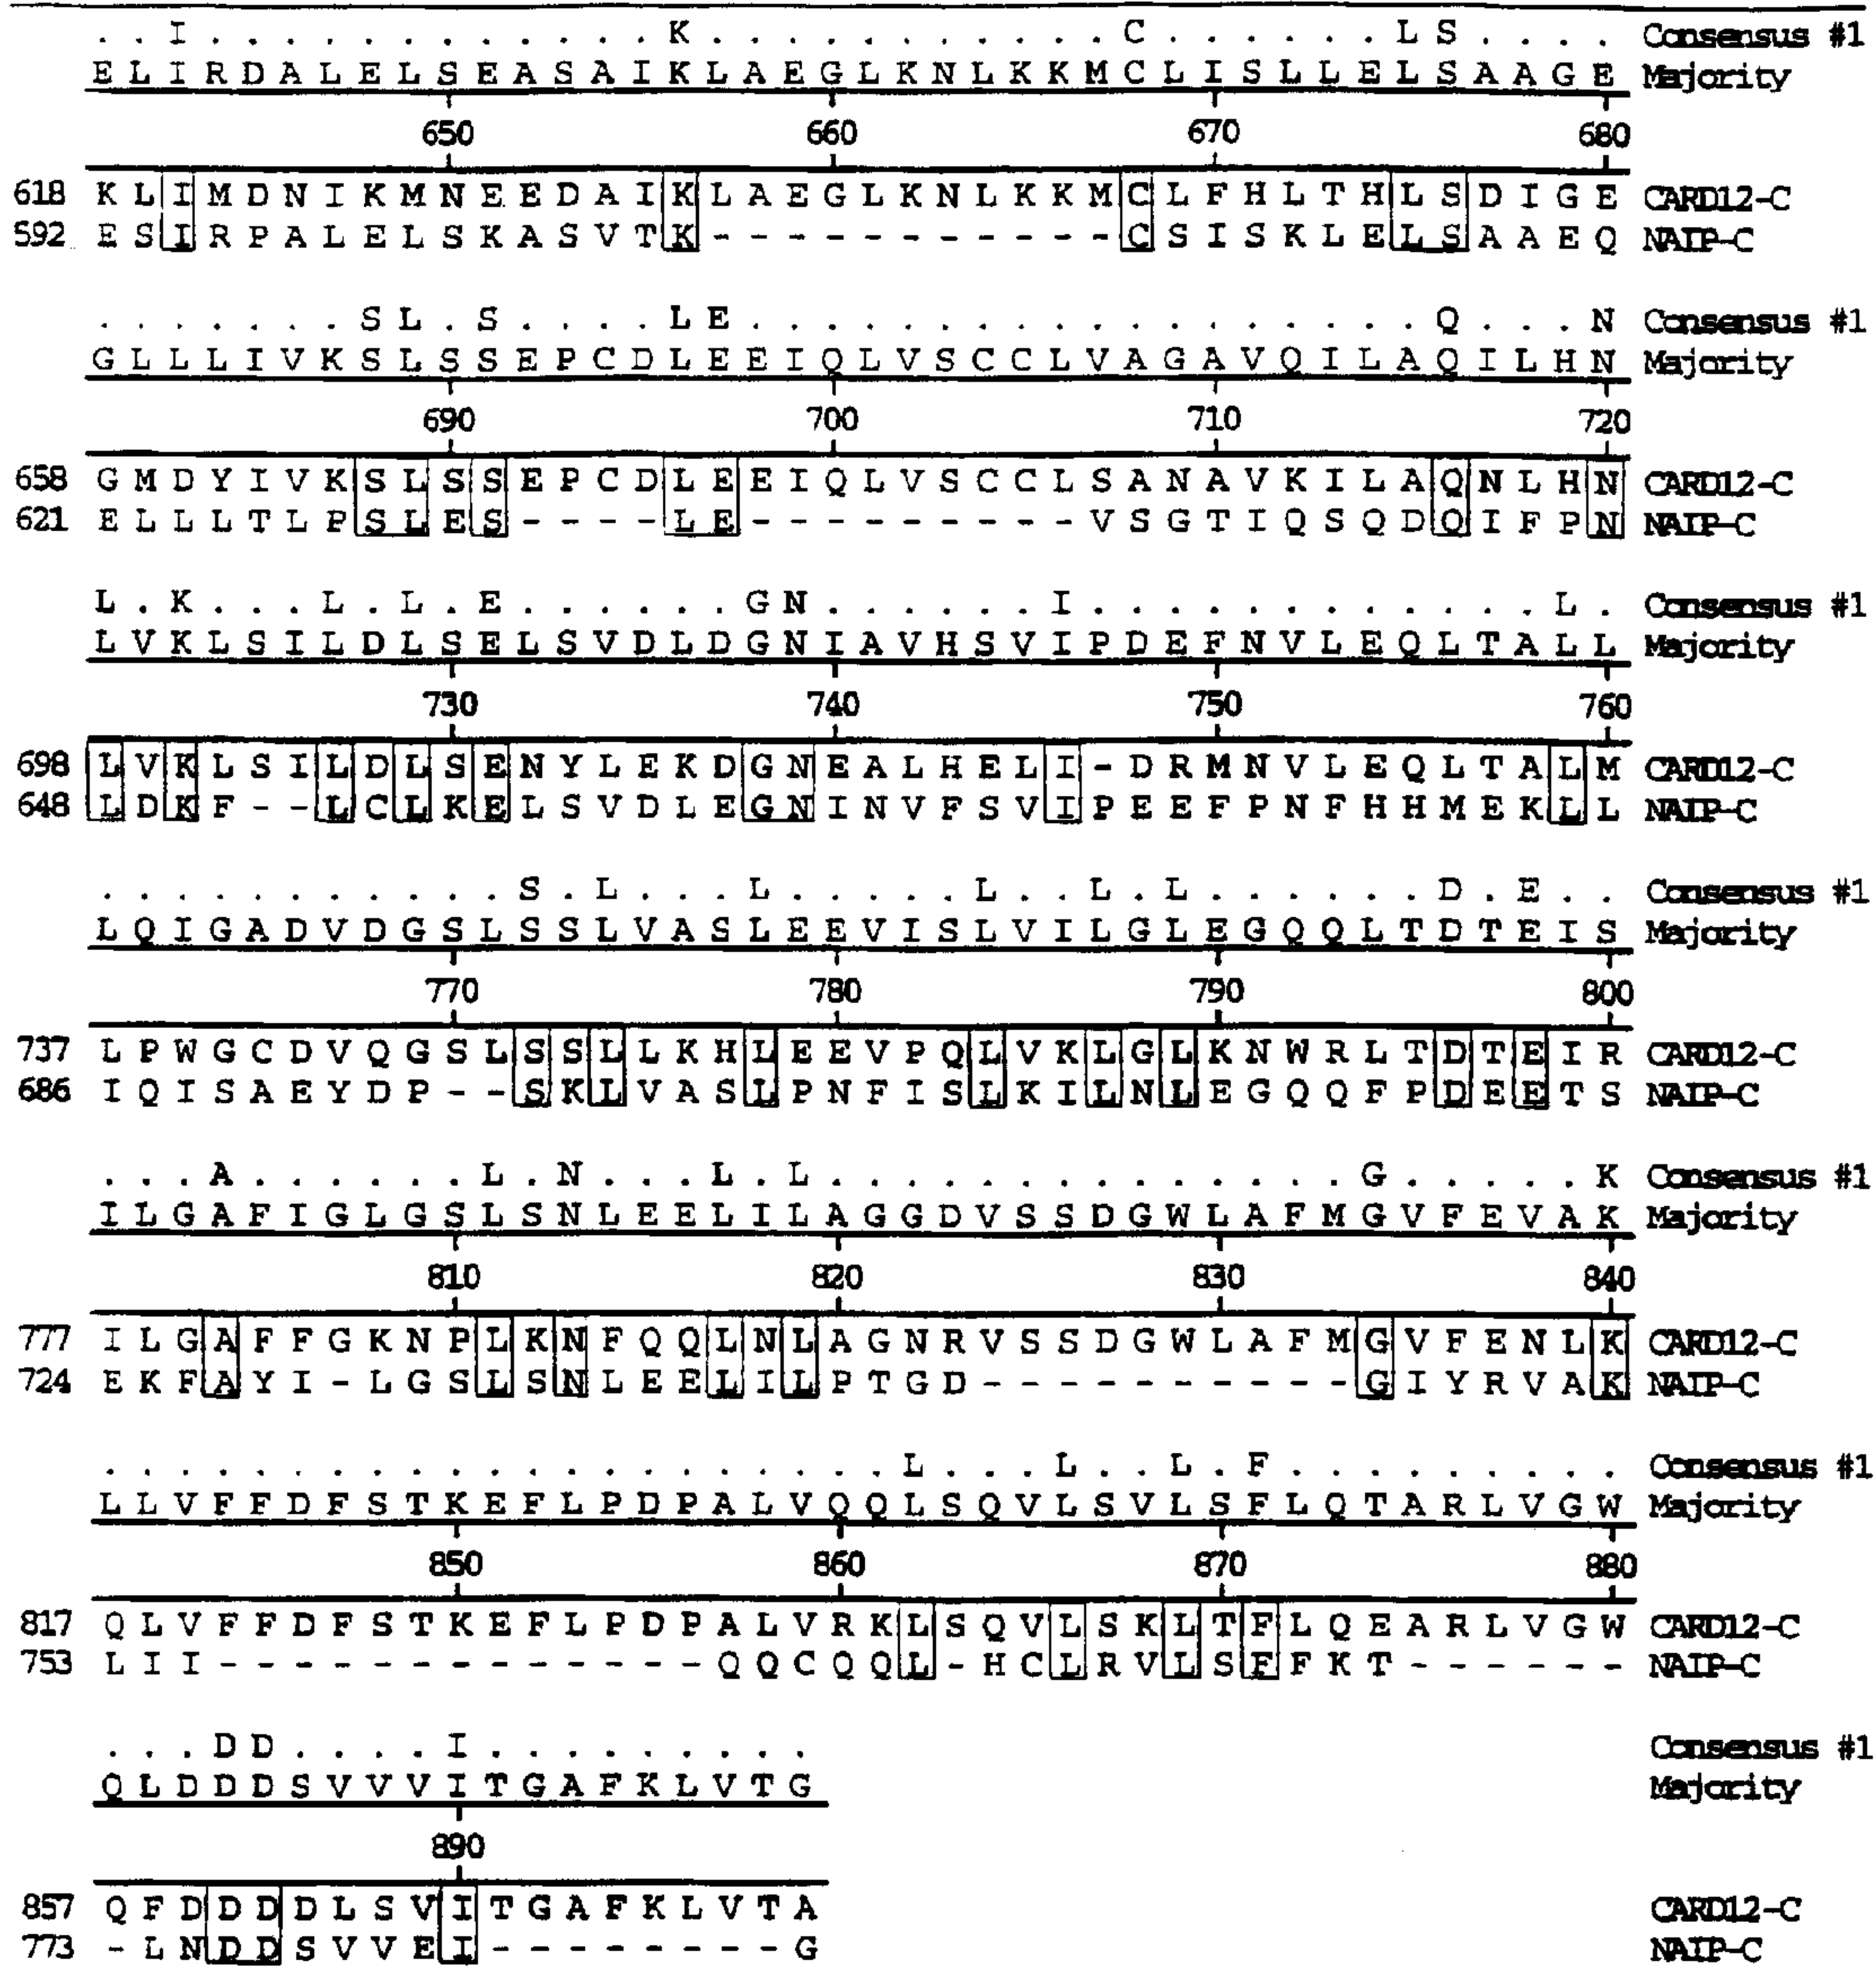 . . I . . . . . . . . . . . . K . . . . . . . . . . . C . . . . . . L S . . . . Consensus #1
E L I R D A L E L S E A S A I K L A E G L K N L K K M C L I S L L E L S A A G E Majority
650 660 670 680
618 K L I M D N I K M N E E D A I K L A E G L K N L K K M C L F H L T H L S D I G E CARD12-C
592 E S I R P A L E L S K A S V T K - - - - - - - - - - - C S I S K L E L S A A E Q NAIP-C
. . . . . . . S L . S . . . . L E . . . . . . . . . . . . . . . . . . Q . . . N Consensus #1
G L L L I V K S L S S E P C D L E E I Q L V S C C L V A G A V Q I L A Q I L H N Majority
690 700 710 720
658 G M D Y I V K S L S S E P C D L E E I Q L V S C C L S A N A V K I L A Q N L H N CARD12-C
621 E L L L T L P S L E S - - - - L E - - - - - - - - - V S G T I Q S Q D Q I F P N NAIP-C
L . K . . . L . L . E . . . . . . G N . . . . . . I . . . . . . . . . . . . L . Consensus #1
L V K L S I L D L S E L S V D L D G N I A V H S V I P D E F N V L E Q L T A L L Majority
730 740 750 760
698 L V K L S I L D L S E N Y L E K D G N E A L H E L I - D R M N V L E Q L T A L M CARD12-C
648 L D K F - - L C L K E L S V D L E G N I N V F S V I P E E F P N F H H M E K L L NAIP-C
. . . . . . . . . . . S . L . . . L . . . . . L . . L . L . . . . . . D . E . . Consensus #1
L Q I G A D V D G S L S S L V A S L E E V I S L V I L G L E G Q Q L T D T E I S Majority
770 780 790 800
737 L P W G C D V Q G S L S S L L K H L E E V P Q L V K L G L K N W R L T D T E I R CARD12-C
686 I Q I S A E Y D P - - S K L V A S L P N F I S L K I L N L E G Q Q F P D E E T S NAIP-C
. . . A . . . . . . L . N . . . L . L . . . . . . . . . . . . . . G . . . . . K Consensus #1
I L G A F I G L G S L S N L E E L I L A G G D V S S D G W L A F M G V F E V A K Majority
810 820 830 840
777 I L G A F F G K N P L K N F Q Q L N L A G N R V S S D G W L A F M G V F E N L K CARD12-C
724 E K F A Y I - L G S L S N L E E L I L P T G D - - - - - - - - - - G I Y R V A K NAIP-C
. . . . . . . . . . . . . . . . . . . . . L . . . L . . L . F . . . . . . . . . Consensus #1
L L V F F D F S T K E F L P D P A L V Q Q L S Q V L S V L S F L Q T A R L V G W Majority
850 860 870 880
817 Q L V F F D F S T K E F L P D P A L V R K L S Q V L S K L T F L Q E A R L V G W CARD12-C
753 L I I - - - - - - - - - - - - - Q Q C Q Q L - H C L R V L S F F K T - - - - - - NAIP-C
. . . D D . . . . I . . . . . . . . . Consensus #1
Q L D D D S V V V I T G A F K L V T G Majority
890
857 Q F D D D D L S V I T G A F K L V T A CARD12-C
773 - L N D D S V V E I - - - - - - - - G NAIP-C